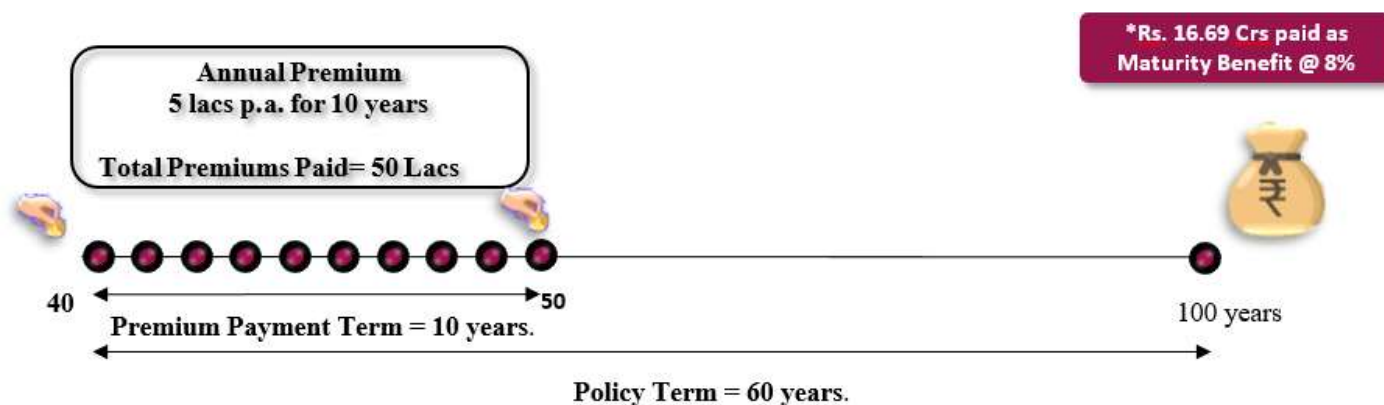 *Rs. 16.69 Crs paid as
Maturity Benefit @ 8%
Annual Premium
5 lacs p.a. for 10 years
Total Premiums Paid= 50 Lacs
₹
40
50
100 years
Premium Payment Term = 10 years.
Policy Term = 60 years.